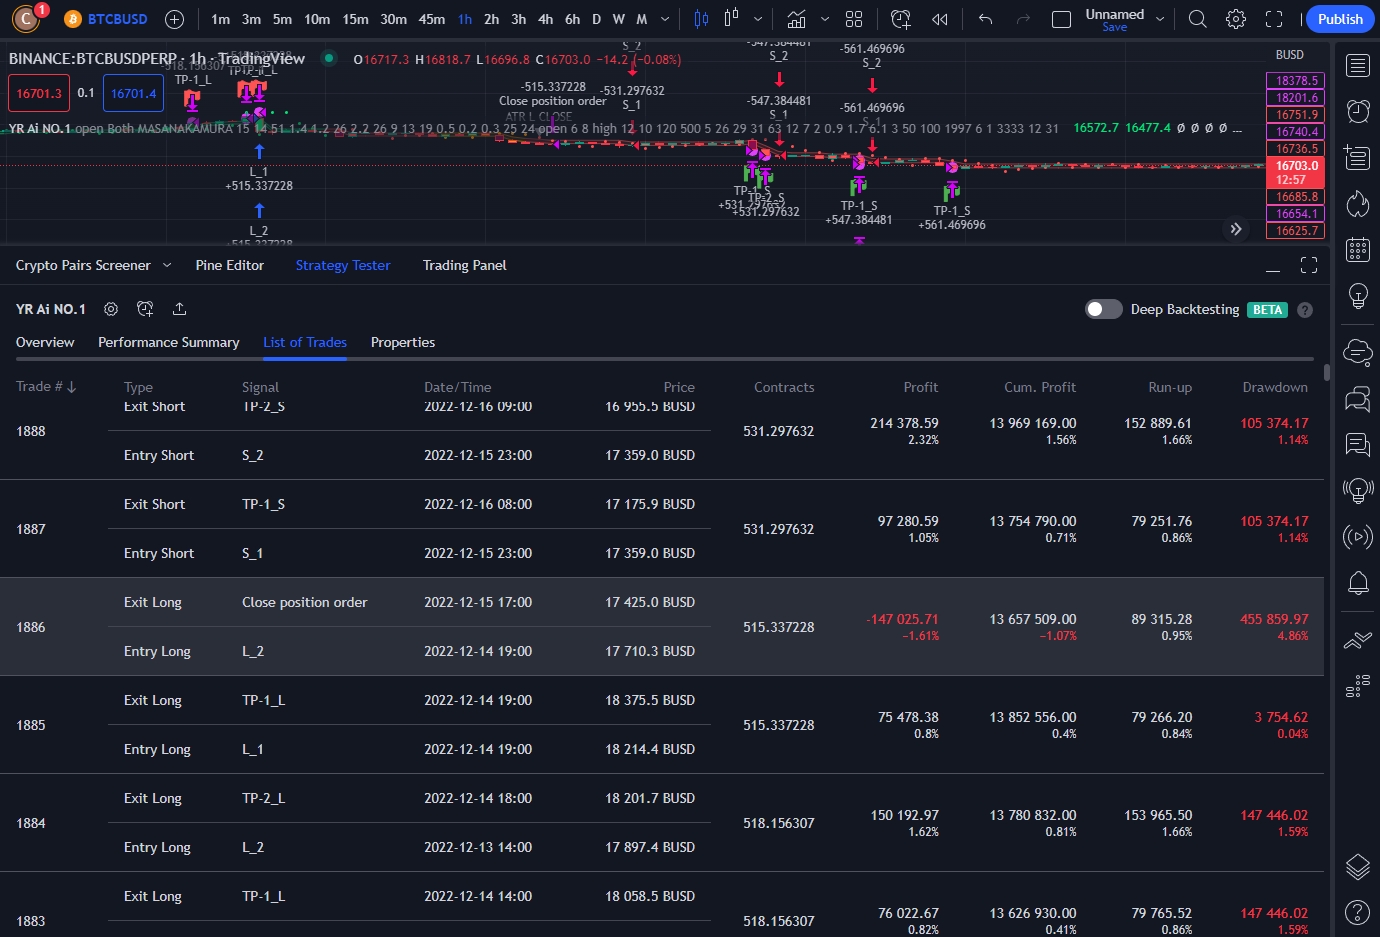 C 1 BTCBUSD 1m 3m 5m 10m 15m 30m 45m 1h 2h 3h 4h 6h D W M Unnamed Save Publish
BINANCE:BTCBUSDPERP · 1h · TradingView O16717.3 H16818.7 L16696.8 C16703.0 −14.2 (−0.08%) BUSD
16701.3 0.1 16701.4
YR Ai NO.1 open Both MASANAKAMURA 15 14.51 1.4 1.2 26 2.2 26 9 13 19 0.5 0.2 0.3 25 24 open 6 8 high 12 10 120 500 5 26 29 31 63 12 7 2 0.9 1.7 6.1 3 50 100 1997 6 1 3333 12 31 16572.7 16477.4 Ø Ø Ø Ø ...
TP-1_L
L_1
+515.337228
L_2
+515.337228
-515.337228
Close position order
ATR L CLOSE
S_2
-531.297632
S_1
-547.384481
S_2
-547.384481
S_1
-561.469696
S_2
-561.469696
S_1
TP-1_S
+531.297632
TP-2_S
+531.297632
TP-1_S
+547.384481
TP-1_S
+561.469696
18378.5
18201.6
16751.9
16740.4
16736.5
16703.0
12:57
16685.8
16654.1
16625.7
Crypto Pairs Screener Pine Editor Strategy Tester Trading Panel
YR Ai NO.1 Deep Backtesting BETA ?
Overview Performance Summary List of Trades Properties
Trade # ↓ Type Signal Date/Time Price Contracts Profit Cum. Profit Run-up Drawdown
1888 Exit Short TP-2_S 2022-12-16 09:00 16 955.5 BUSD 531.297632 214 378.59 13 969 169.00 152 889.61 105 374.17
2.32% 1.56% 1.66% 1.14%
Entry Short S_2 2022-12-15 23:00 17 359.0 BUSD
1887 Exit Short TP-1_S 2022-12-16 08:00 17 175.9 BUSD 531.297632 97 280.59 13 754 790.00 79 251.76 105 374.17
1.05% 0.71% 0.86% 1.14%
Entry Short S_1 2022-12-15 23:00 17 359.0 BUSD
1886 Exit Long Close position order 2022-12-15 17:00 17 425.0 BUSD 515.337228 -147 025.71 13 657 509.00 89 315.28 455 859.97
−1.61% −1.07% 0.95% 4.86%
Entry Long L_2 2022-12-14 19:00 17 710.3 BUSD
1885 Exit Long TP-1_L 2022-12-14 19:00 18 375.5 BUSD 515.337228 75 478.38 13 852 556.00 79 266.20 3 754.62
0.8% 0.4% 0.84% 0.04%
Entry Long L_1 2022-12-14 19:00 18 214.4 BUSD
1884 Exit Long TP-2_L 2022-12-14 18:00 18 201.7 BUSD 518.156307 150 192.97 13 780 832.00 153 965.50 147 446.02
1.62% 0.81% 1.66% 1.59%
Entry Long L_2 2022-12-13 14:00 17 897.4 BUSD
1883 Exit Long TP-1_L 2022-12-14 14:00 18 058.5 BUSD 518.156307 76 022.67 13 626 930.00 79 765.52 147 446.02
0.82% 0.41% 0.86% 1.59%